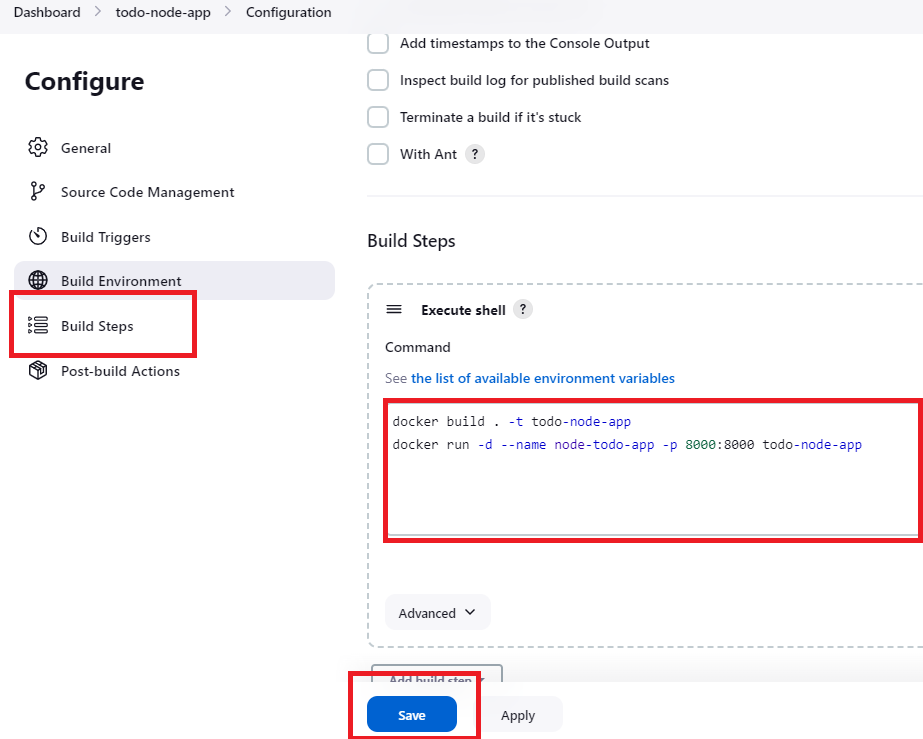 Dashboard > todo-node-app > Configuration
Configure
General
Source Code Management
Build Triggers
Build Environment
Build Steps
Post-build Actions
Add timestamps to the Console Output
Inspect build log for published build scans
Terminate a build if it's stuck
With Ant ?
Build Steps
Execute shell ?
Command
See the list of available environment variables
docker build . -t todo-node-app
docker run -d --name node-todo-app -p 8000:8000 todo-node-app
Advanced
Add build step
Save
Apply